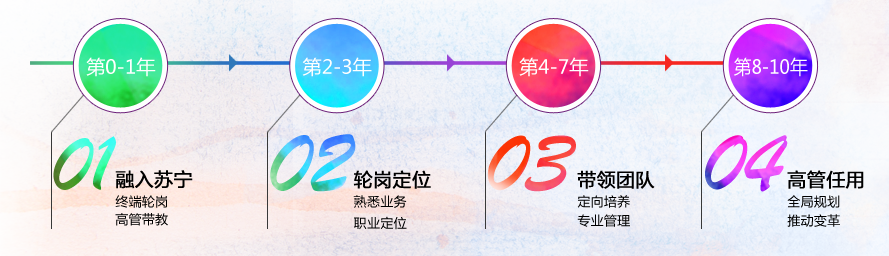 第0-1年
第2-3年
第4-7年
第8-10年
01
融入苏宁
终端轮岗
高管带教
02
轮岗定位
熟悉业务
职业定位
03
带领团队
定向培养
专业管理
04
高管任用
全局规划
推动变革